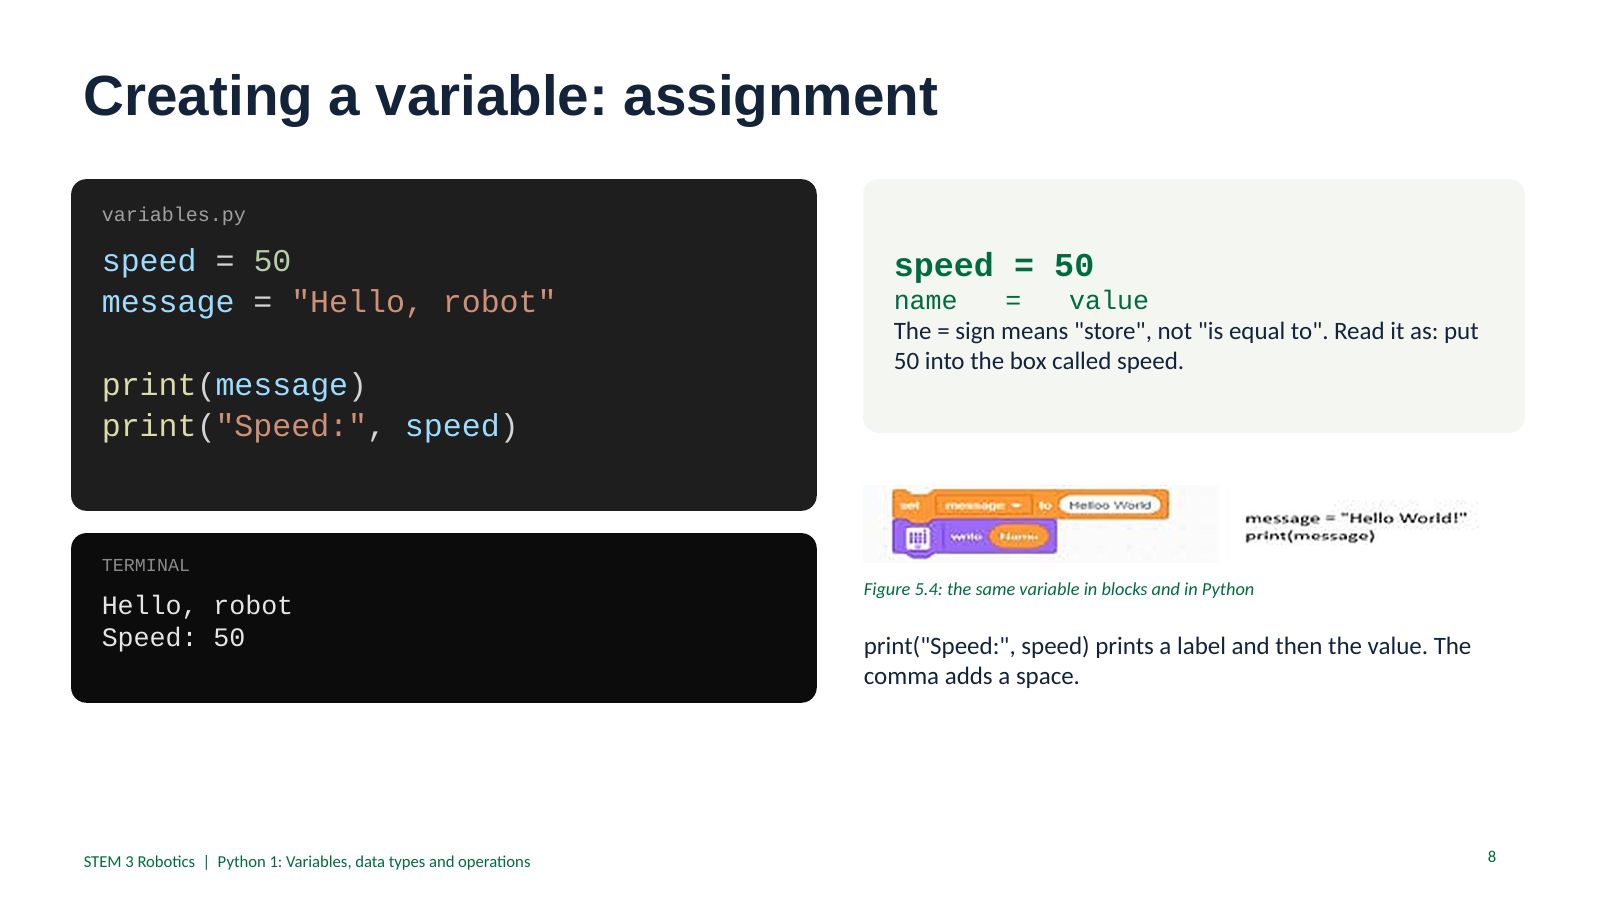 Creating a variable: assignment
variables.py
speed = 50
message = "Hello, robot"
print(message)
print("Speed:", speed)
TERMINAL
Hello, robot
Speed: 50
speed = 50
name = value
The = sign means "store", not "is equal to". Read it as: put
50 into the box called speed.
set message to Helloo World
write Name
message = "Hello World!"
print(message)
Figure 5.4: the same variable in blocks and in Python
print("Speed:", speed) prints a label and then the value. The
comma adds a space.
STEM 3 Robotics | Python 1: Variables, data types and operations
8